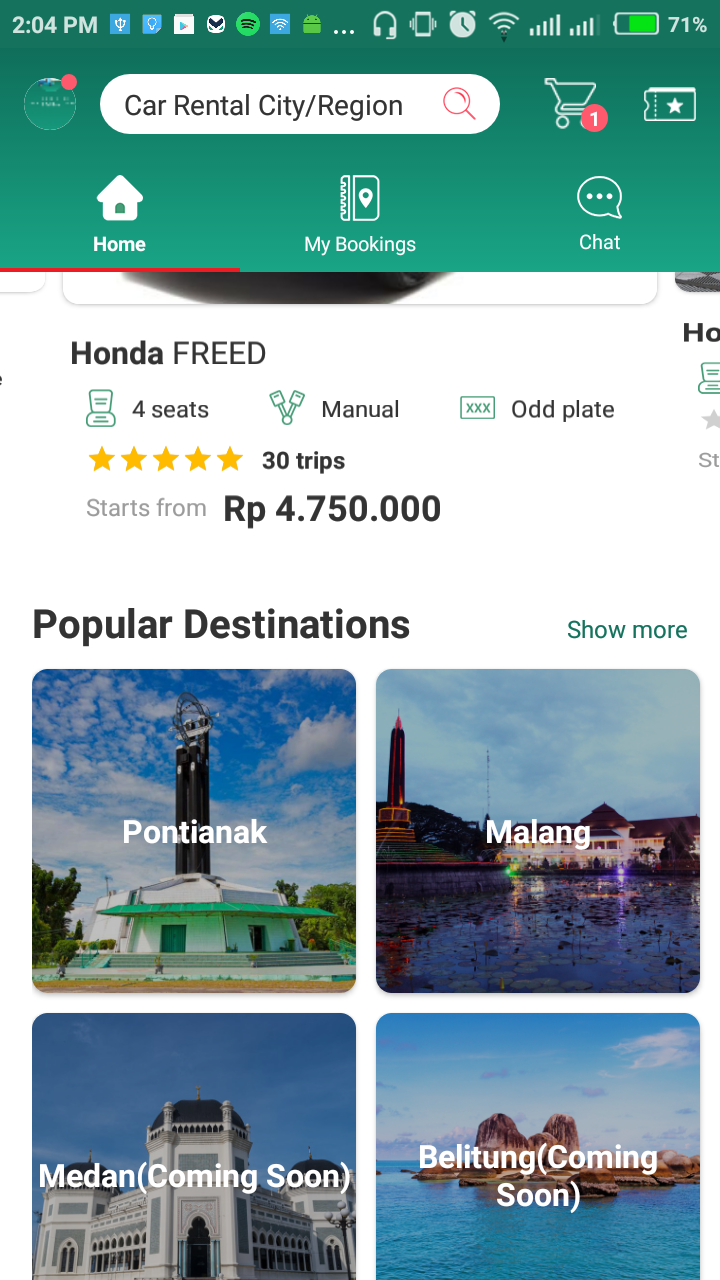 2:04 PM
71%
Car Rental City/Region
1
Home
My Bookings
Chat
Honda FREED
Ho
4 seats
Manual
XXX
Odd plate
30 trips
St
Starts from Rp 4.750.000
Popular Destinations
Show more
Pontianak
Malang
Medan(Coming Soon)
Belitung(Coming
Soon)